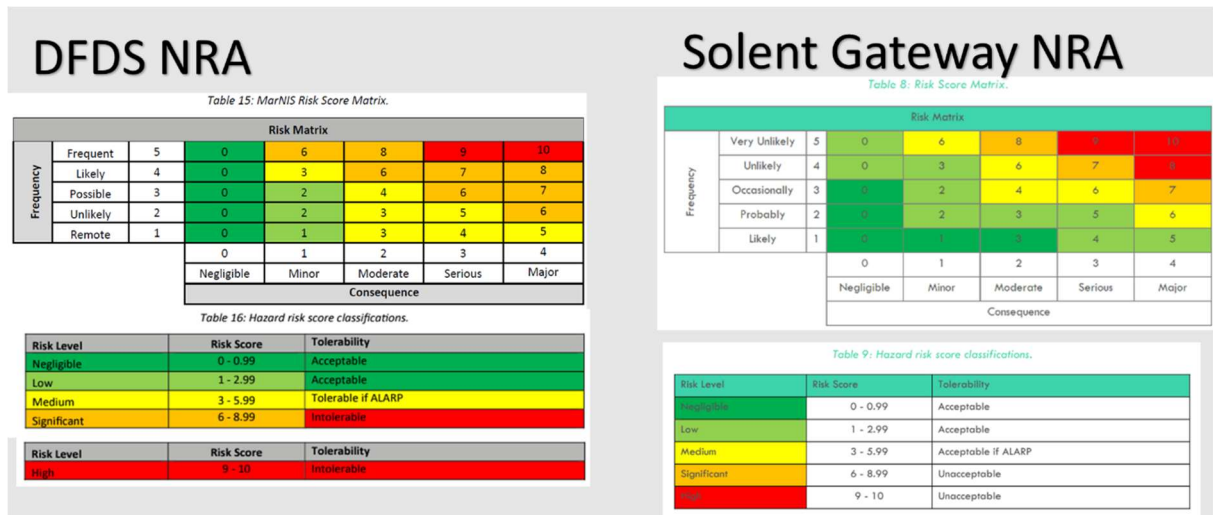 DFDS NRA
Table 15: MarNIS Risk Score Matrix.
Risk Matrix
Frequency
Frequent 5 0 6 8 9 10
Likely 4 0 3 6 7 8
Possible 3 0 2 4 6 7
Unlikely 2 0 2 3 5 6
Remote 1 0 1 3 4 5
0 1 2 3 4
Negligible Minor Moderate Serious Major
Consequence
Table 16: Hazard risk score classifications.
Risk Level Risk Score Tolerability
Negligible 0 - 0.99 Acceptable
Low 1 - 2.99 Acceptable
Medium 3 - 5.99 Tolerable if ALARP
Significant 6 - 8.99 Intolerable
Risk Level Risk Score Tolerability
High 9 - 10 Intolerable
Solent Gateway NRA
Table 8: Risk Score Matrix.
Risk Matrix
Frequency
Very Unlikely 5 0 6 8 9 10
Unlikely 4 0 3 6 7 8
Occasionally 3 0 2 4 6 7
Probably 2 0 2 3 5 6
Likely 1 0 1 3 4 5
0 1 2 3 4
Negligible Minor Moderate Serious Major
Consequence
Table 9: Hazard risk score classifications.
Risk Level Risk Score Tolerability
Negligible 0 - 0.99 Acceptable
Low 1 - 2.99 Acceptable
Medium 3 - 5.99 Acceptable if ALARP
Significant 6 - 8.99 Unacceptable
High 9 - 10 Unacceptable